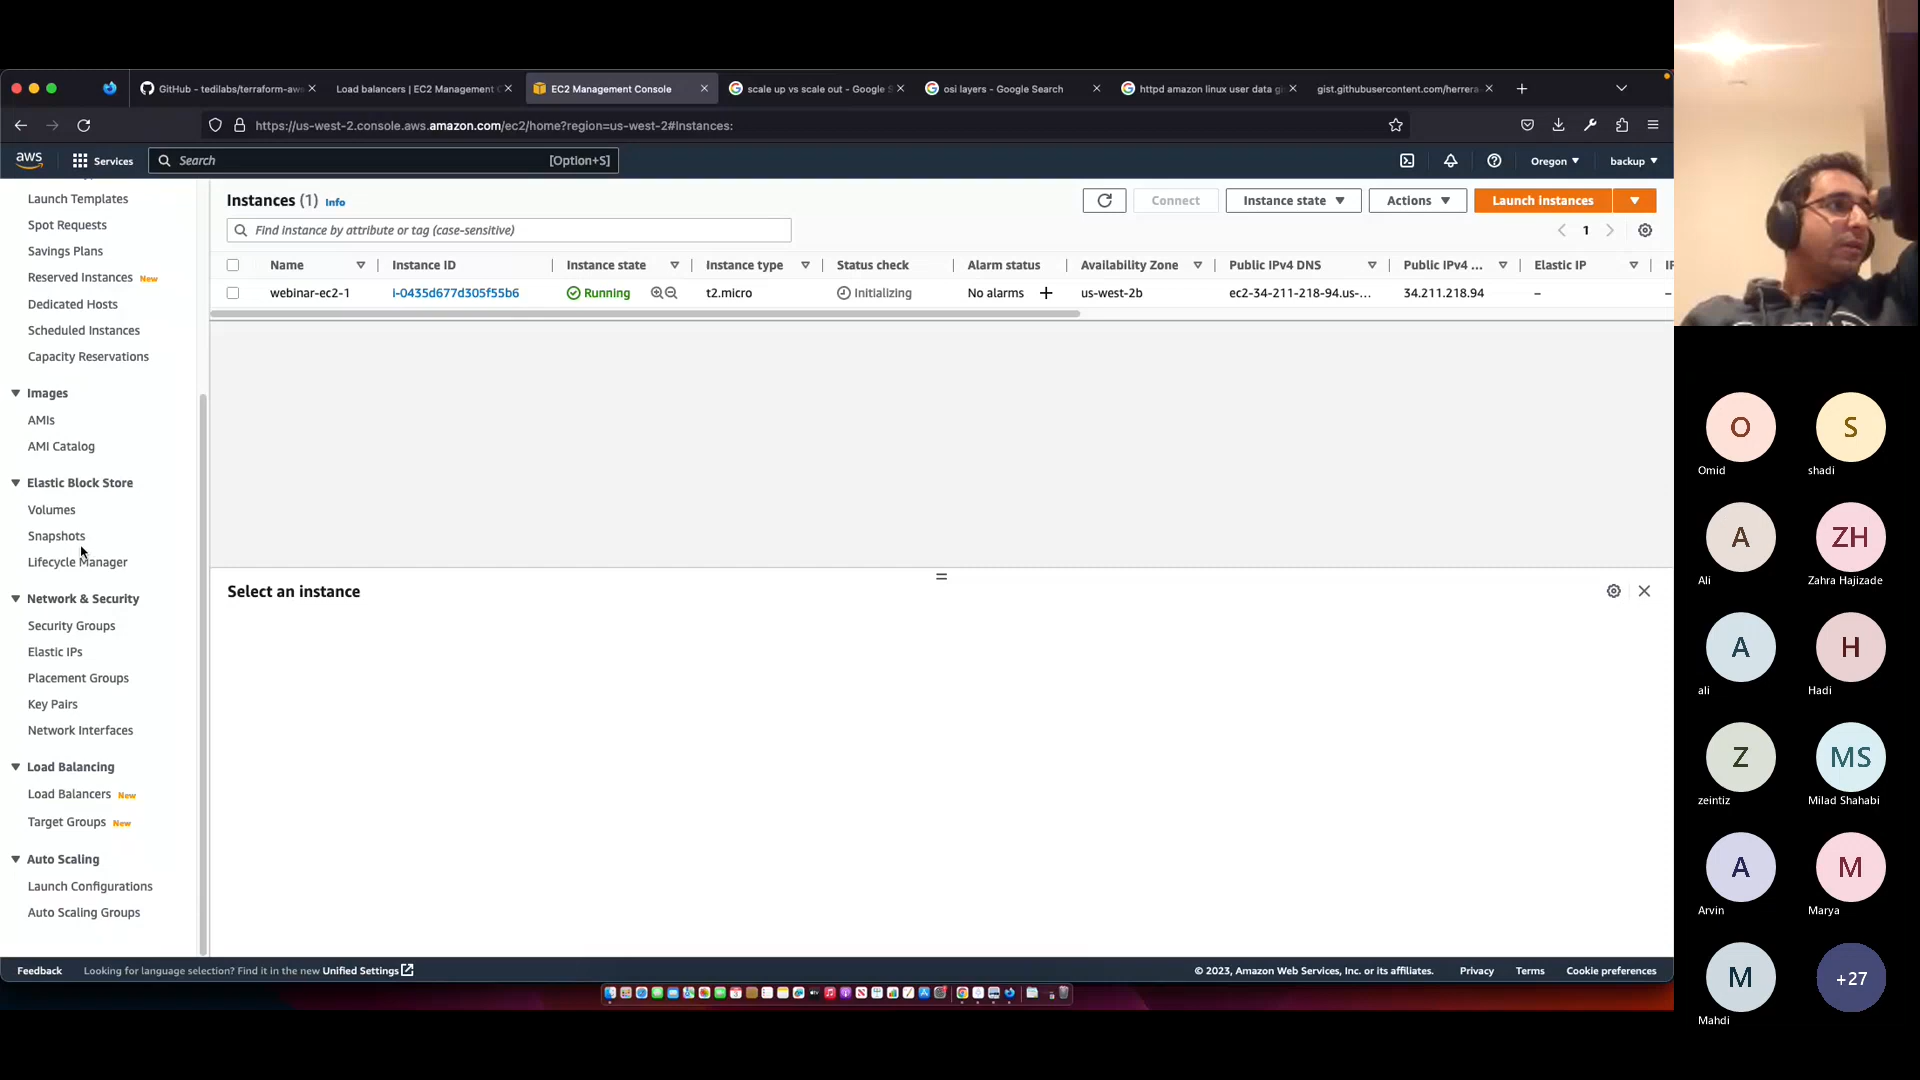 GitHub - tedilabs/terraform-aws
Load balancers | EC2 Management C
EC2 Management Console
scale up vs scale out - Google S
osi layers - Google Search
httpd amazon linux user data gi
gist.githubusercontent.com/herrera
https://us-west-2.console.aws.amazon.com/ec2/home?region=us-west-2#Instances:
aws
Services
Search
[Option+S]
Oregon
backup
Launch Templates
Spot Requests
Savings Plans
Reserved Instances New
Dedicated Hosts
Scheduled Instances
Capacity Reservations
Images
AMIs
AMI Catalog
Elastic Block Store
Volumes
Snapshots
Lifecycle Manager
Network & Security
Security Groups
Elastic IPs
Placement Groups
Key Pairs
Network Interfaces
Load Balancing
Load Balancers New
Target Groups New
Auto Scaling
Launch Configurations
Auto Scaling Groups
Instances (1) Info
Connect
Instance state
Actions
Launch instances
Find instance by attribute or tag (case-sensitive)
1
Name Instance ID Instance state Instance type Status check Alarm status Availability Zone Public IPv4 DNS Public IPv4 ... Elastic IP
webinar-ec2-1 i-0435d677d305f55b6 Running t2.micro Initializing No alarms + us-west-2b ec2-34-211-218-94.us-... 34.211.218.94 – –
Select an instance
Feedback Looking for language selection? Find it in the new Unified Settings
© 2023, Amazon Web Services, Inc. or its affiliates. Privacy Terms Cookie preferences
O S
Omid shadi
A ZH
Ali Zahra Hajizade
A H
ali Hadi
Z MS
zeintiz Milad Shahabi
A M
Arvin Marya
M +27
Mahdi